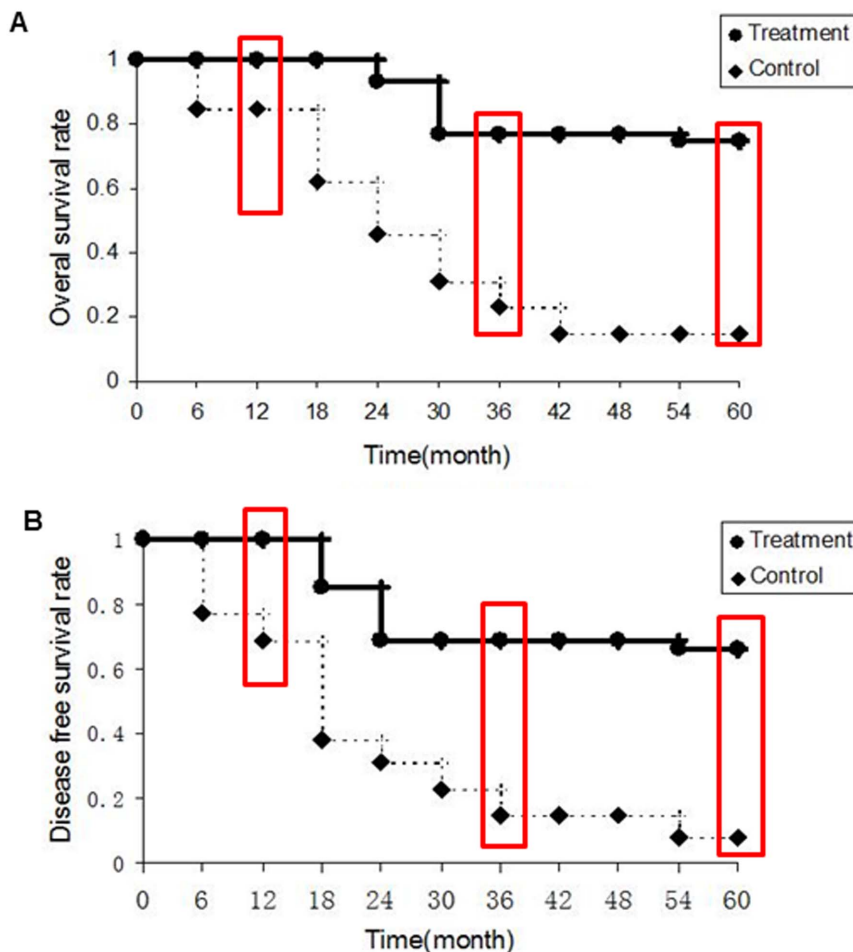 A
Treatment
Control
Overal survival rate
1
0.8
0.6
0.4
0.2
0
0 6 12 18 24 30 36 42 48 54 60
Time(month)
B
Treatment
Control
Disease free survival rate
1
0.8
0.6
0.4
0.2
0
0 6 12 18 24 30 36 42 54 60
Time(month)